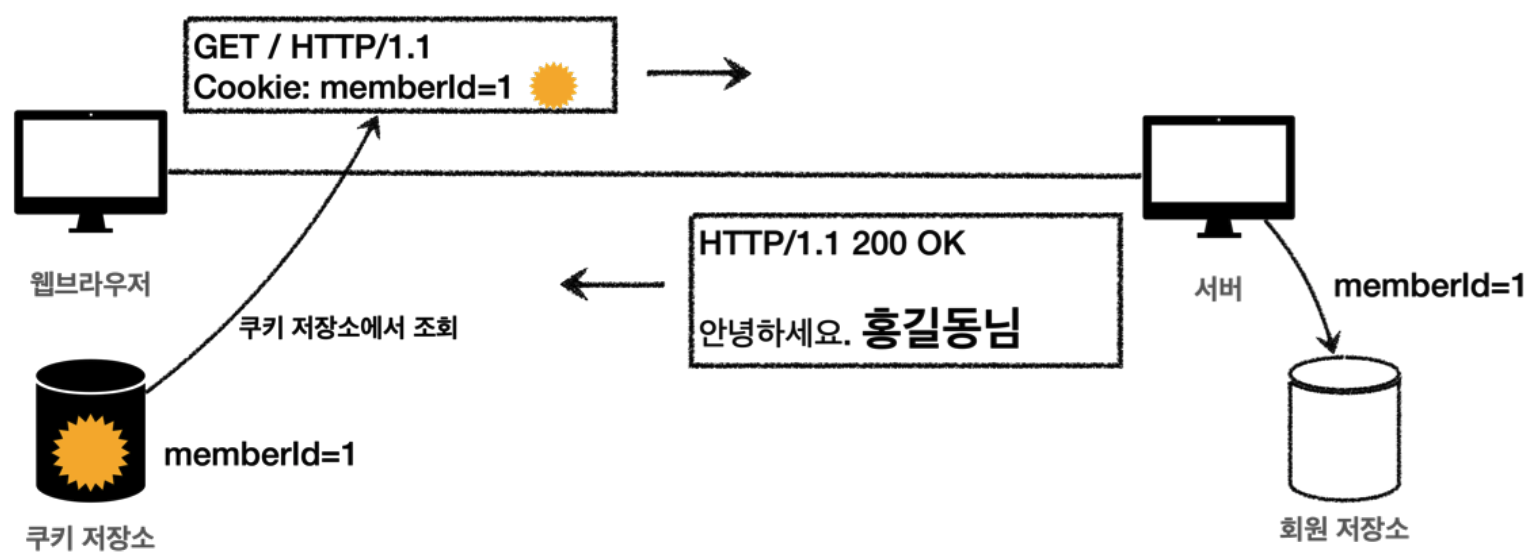 GET / HTTP/1.1
Cookie: memberId=1
웹브라우저
서버
HTTP/1.1 200 OK
안녕하세요. 홍길동님
memberId=1
쿠키 저장소에서 조회
memberId=1
쿠키 저장소
회원 저장소